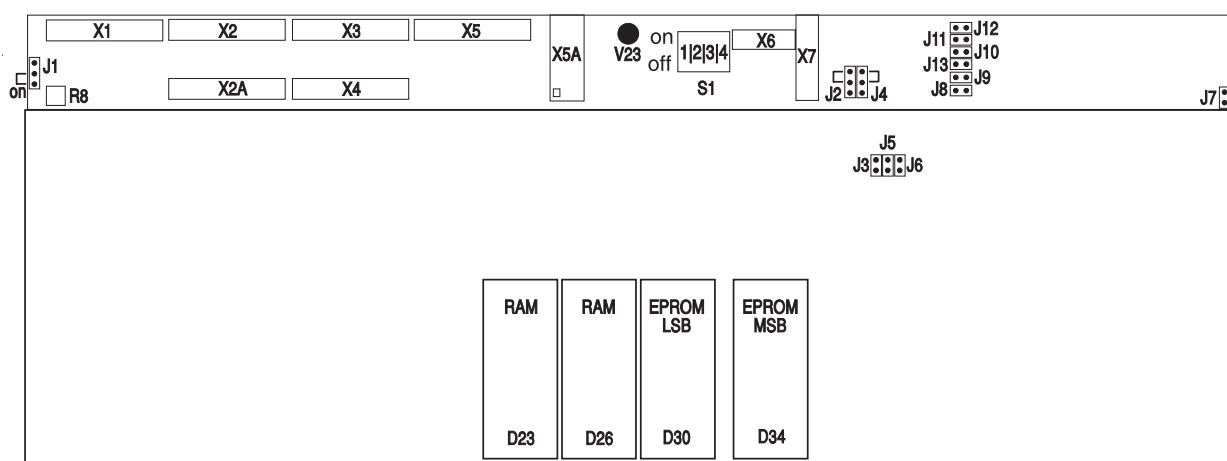 X1 X2 X3 X5 X5A V23 on off 1|2|3|4 S1 X6 X7 J12
J11
J10
J13
J9
J8
J1
on
R8
X2A X4
J2 J4
J7
J5
J3 J6
RAM RAM EPROM EPROM
LSB MSB
D23 D26 D30 D34